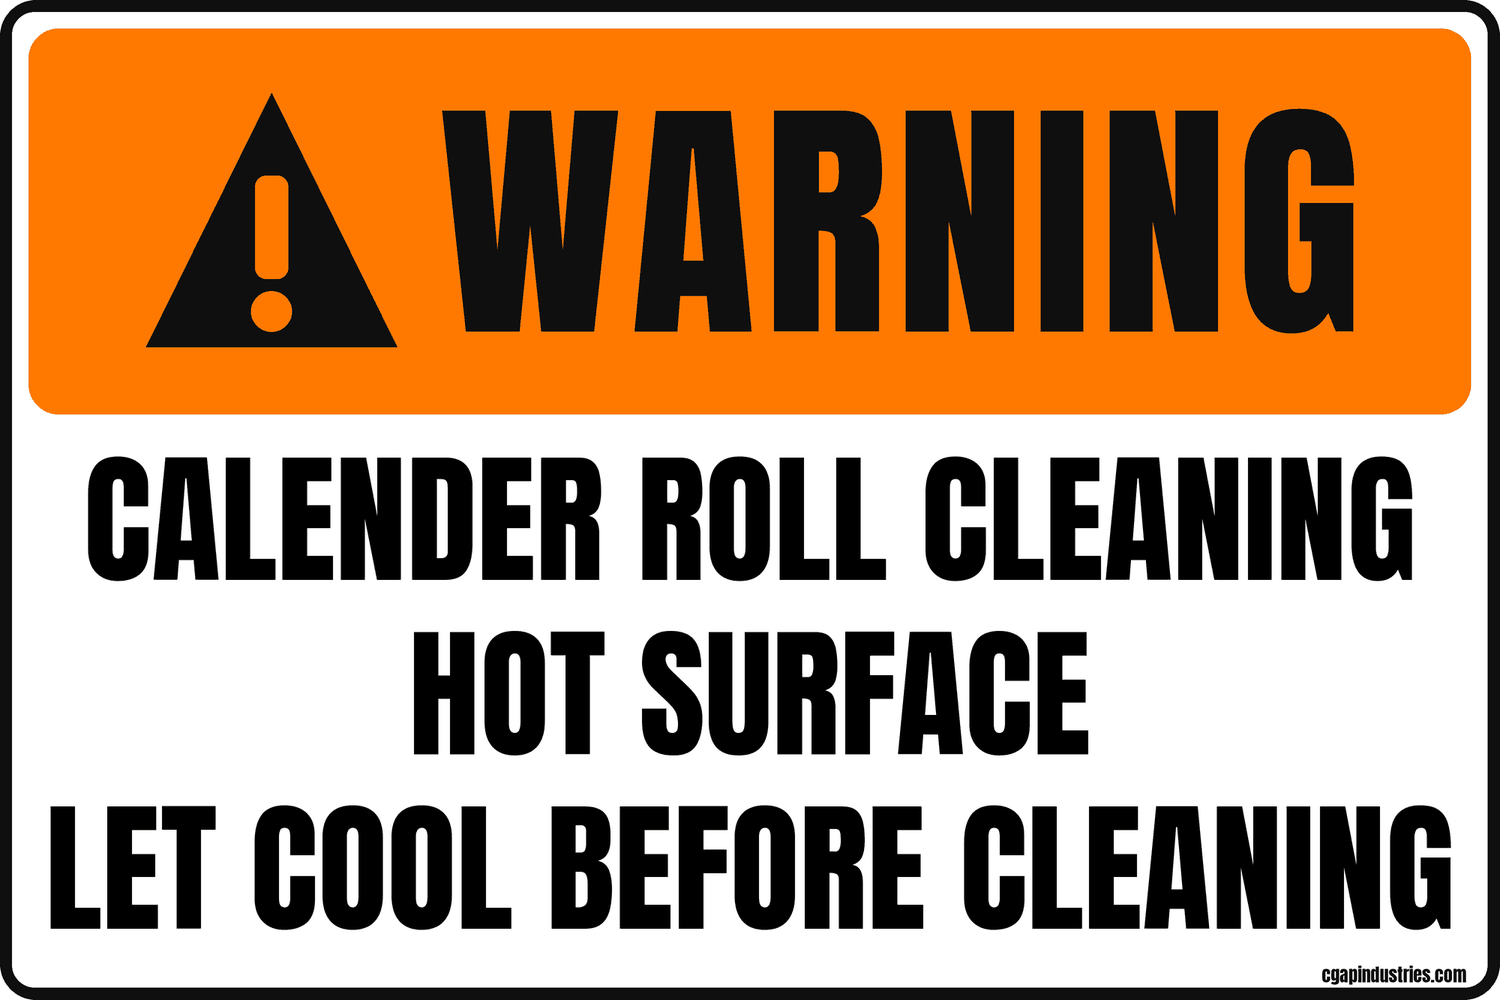 WARNING
CALENDER ROLL CLEANING
HOT SURFACE
LET COOL BEFORE CLEANING
cgapindustries.com